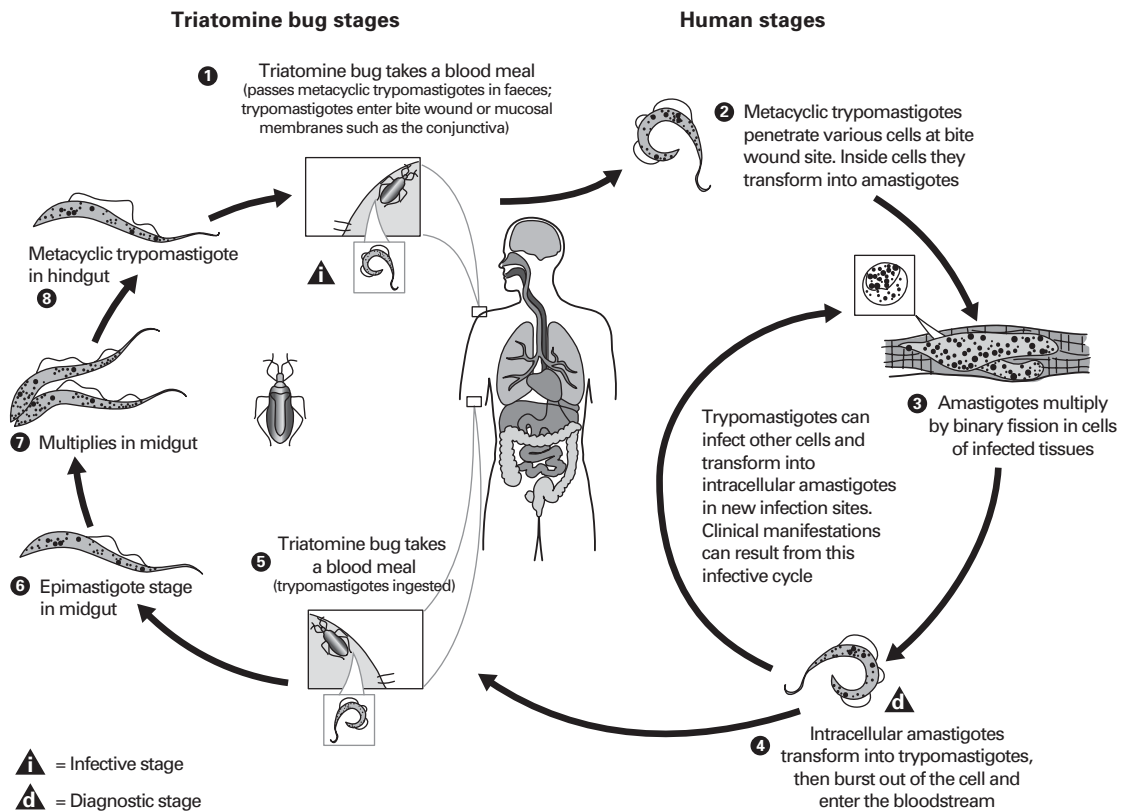 Triatomine bug stages
Human stages
1
Triatomine bug takes a blood meal
(passes metacyclic trypomastigotes in faeces;
trypomastigotes enter bite wound or mucosal
membranes such as the conjunctiva)
i
2 Metacyclic trypomastigotes
penetrate various cells at bite
wound site. Inside cells they
transform into amastigotes
3 Amastigotes multiply
by binary fission in cells
of infected tissues
Trypomastigotes can
infect other cells and
transform into
intracellular amastigotes
in new infection sites.
Clinical manifestations
can result from this
infective cycle
d
4 Intracellular amastigotes
transform into trypomastigotes,
then burst out of the cell and
enter the bloodstream
5 Triatomine bug takes
a blood meal
(trypomastigotes ingested)
6 Epimastigote stage
in midgut
7 Multiplies in midgut
Metacyclic trypomastigote
in hindgut
8
i = Infective stage
d = Diagnostic stage